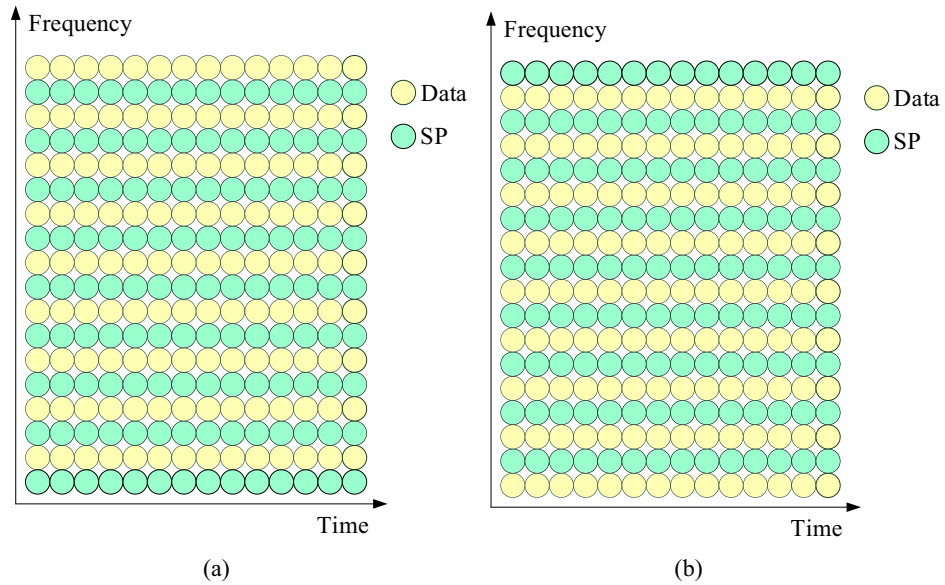 Frequency
Data
SP
Time
(a)
Frequency
Data
SP
Time
(b)